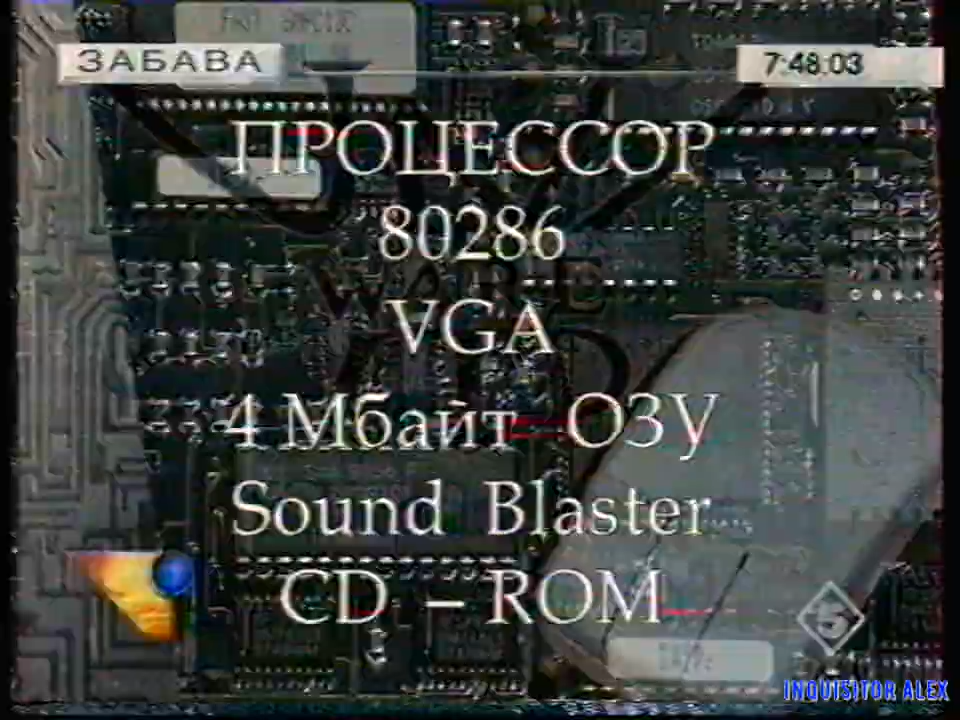 ЗАБАВА
7:48:03
ПРОЦЕССОР
80286
VGA
4 Мбайт ОЗУ
Sound Blaster
CD - ROM
5
INQUISITOR ALEX